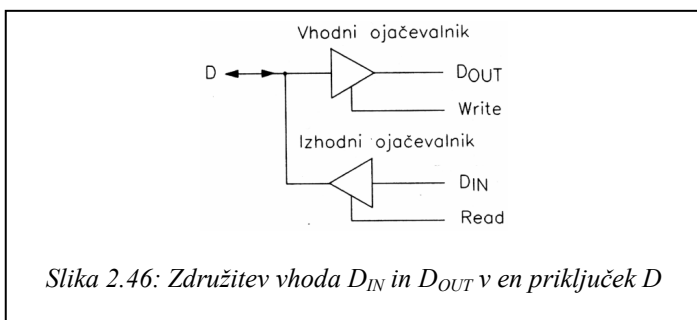 Vhodni ojačevalnik
D
DOUT
Write
Izhodni ojačevalnik
DIN
Read
Slika 2.46: Združitev vhoda DIN in DOUT v en priključek D